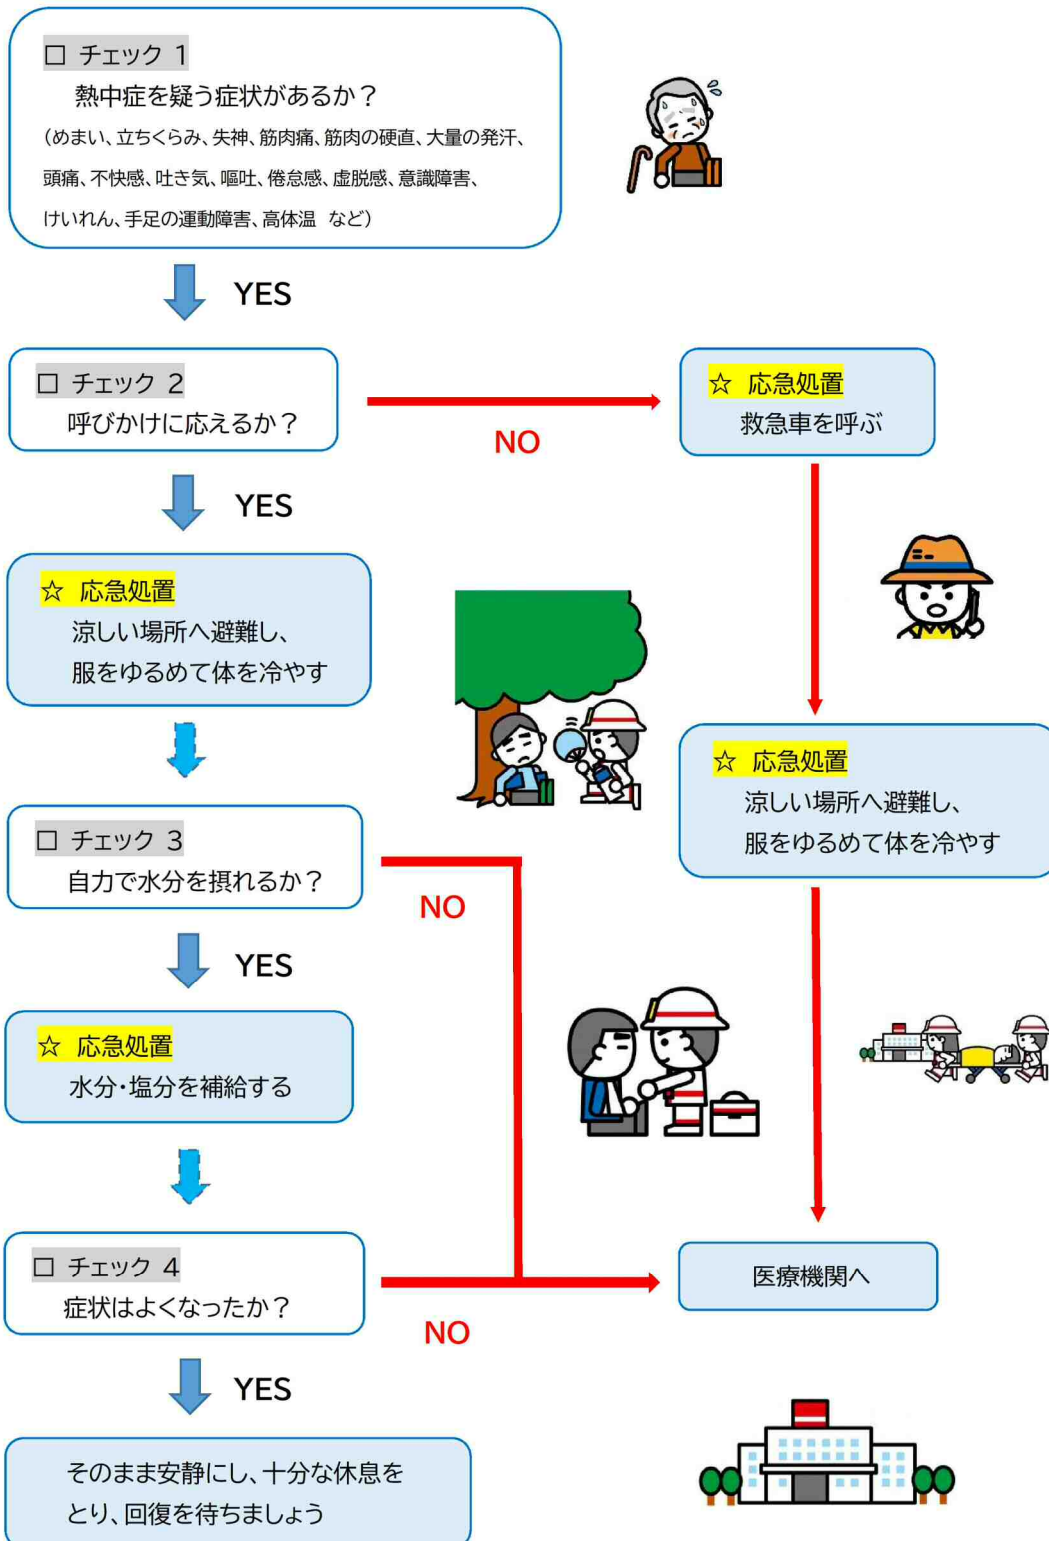 □ チェック 1
熱中症を疑う症状があるか？
（めまい、立ちくらみ、失神、筋肉痛、筋肉の硬直、大量の発汗、
頭痛、不快感、吐き気、嘔吐、倦怠感、虚脱感、意識障害、
けいれん、手足の運動障害、高体温 など）
YES
□ チェック 2
呼びかけに応えるか？
NO
☆ 応急処置
救急車を呼ぶ
YES
☆ 応急処置
涼しい場所へ避難し、
服をゆるめて体を冷やす
☆ 応急処置
涼しい場所へ避難し、
服をゆるめて体を冷やす
□ チェック 3
自力で水分を摂れるか？
NO
YES
☆ 応急処置
水分・塩分を補給する
□ チェック 4
症状はよくなったか？
NO
医療機関へ
YES
そのまま安静にし、十分な休息を
とり、回復を待ちましょう